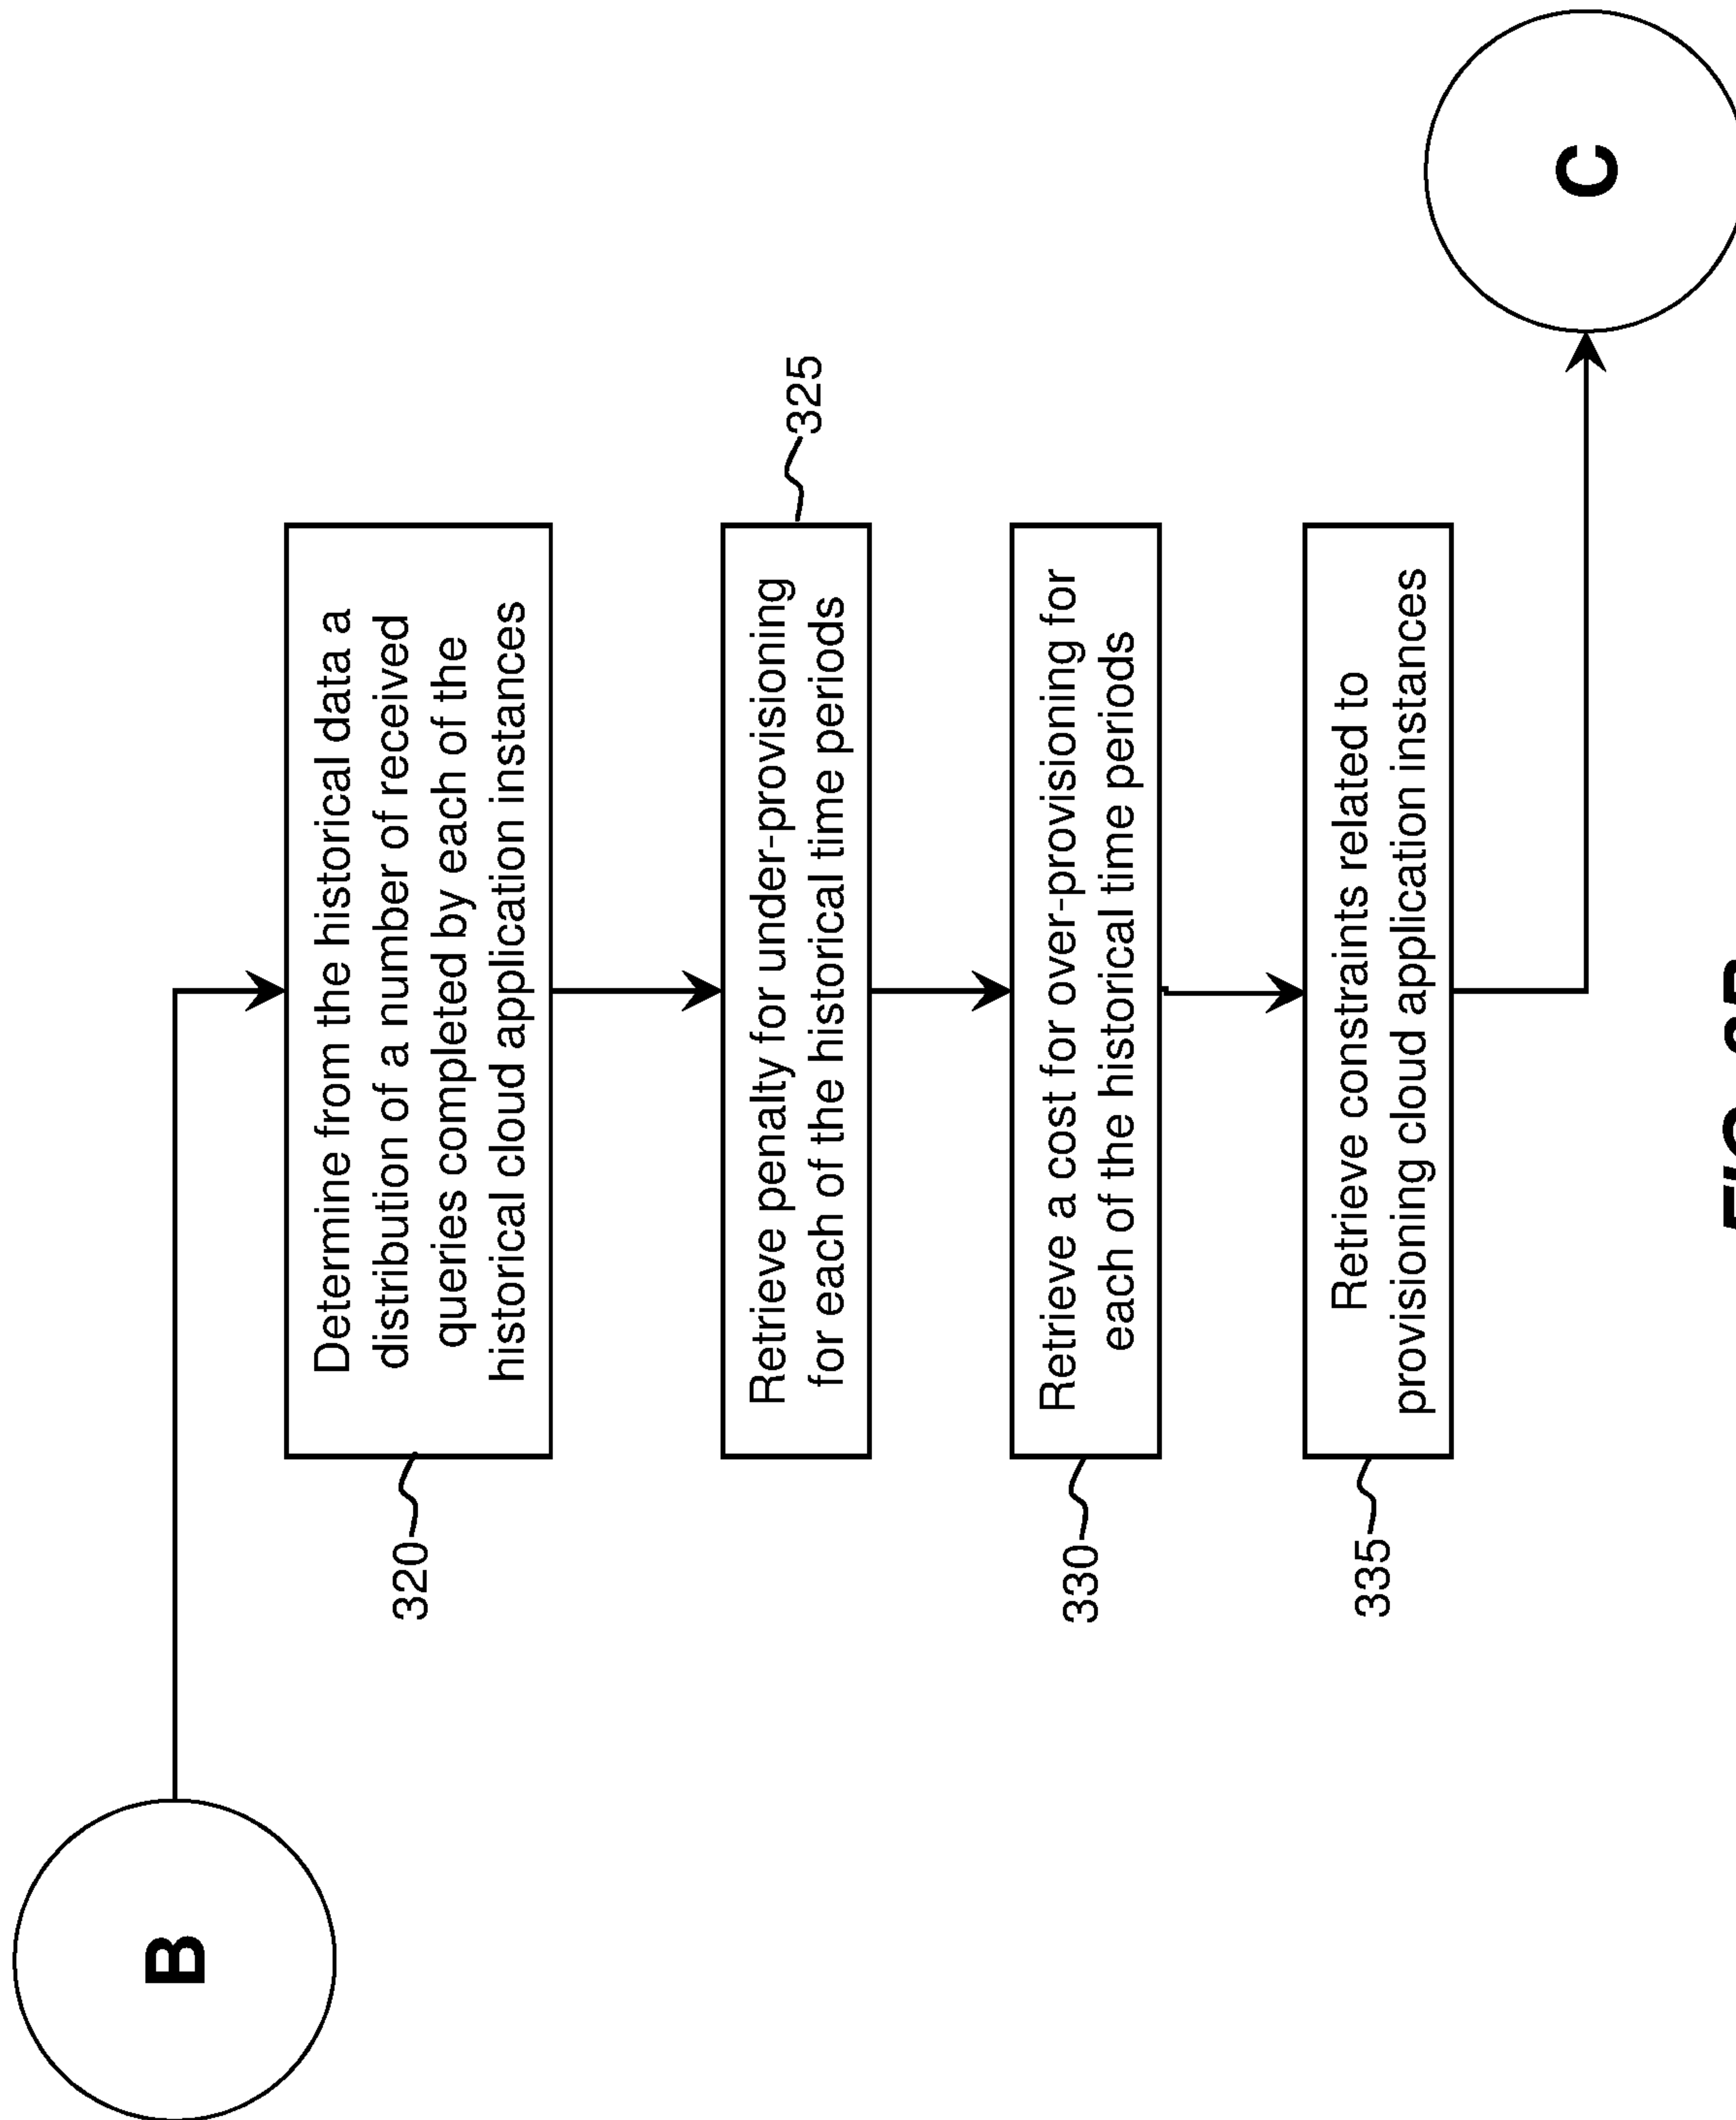 B
Determine from the historical data a
distribution of a number of received
queries completed by each of the
historical cloud application instances
320
Retrieve penalty for under-provisioning
for each of the historical time periods
325
Retrieve a cost for over-provisioning for
each of the historical time periods
330
Retrieve constraints related to
provisioning cloud application instances
335
C